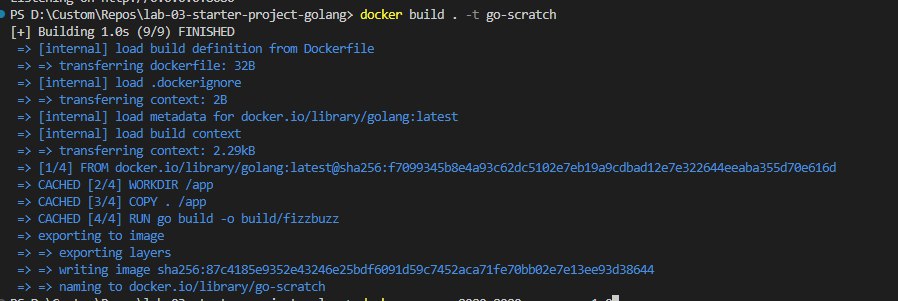 PS D:\Custom\Repos\lab-03-starter-project-golang> docker build . -t go-scratch
[+] Building 1.0s (9/9) FINISHED
=> [internal] load build definition from Dockerfile
=> => transferring dockerfile: 32B
=> [internal] load .dockerignore
=> => transferring context: 2B
=> [internal] load metadata for docker.io/library/golang:latest
=> [internal] load build context
=> => transferring context: 2.29kB
=> [1/4] FROM docker.io/library/golang:latest@sha256:f7099345b8e4a93c62dc5102e7eb19a9cdbad12e7e322644eeaba355d70e616d
=> CACHED [2/4] WORKDIR /app
=> CACHED [3/4] COPY . /app
=> CACHED [4/4] RUN go build -o build/fizzbuzz
=> exporting to image
=> => exporting layers
=> => writing image sha256:87c4185e9352e43246e25bdf6091d59c7452aca71fe70bb02e7e13ee93d38644
=> => naming to docker.io/library/go-scratch